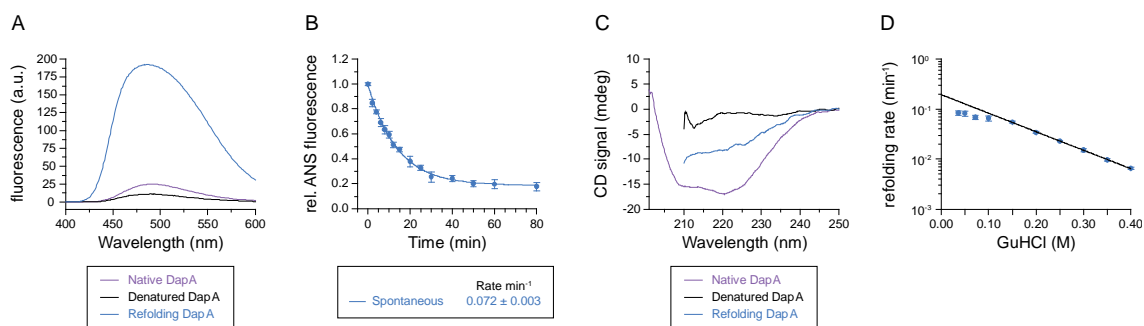 A
B
C
D
fluorescence (a.u.)
200
175
150
125
100
75
50
25
0
400
450
500
550
600
Wavelength (nm)
Native DapA
Denatured DapA
Refolding DapA
rel. ANS fluorescence
1.2
1.0
0.8
0.6
0.4
0.2
0.0
0
20
40
60
80
Time (min)
Rate min⁻¹
Spontaneous 0.072 ± 0.003
CD signal (mdeg)
10
5
0
-5
-10
-15
-20
210
220
230
240
250
Wavelength (nm)
Native DapA
Denatured DapA
Refolding DapA
refolding rate (min⁻¹)
10⁰
10⁻¹
10⁻²
10⁻³
0.00
0.10
0.20
0.30
0.40
GuHCl (M)